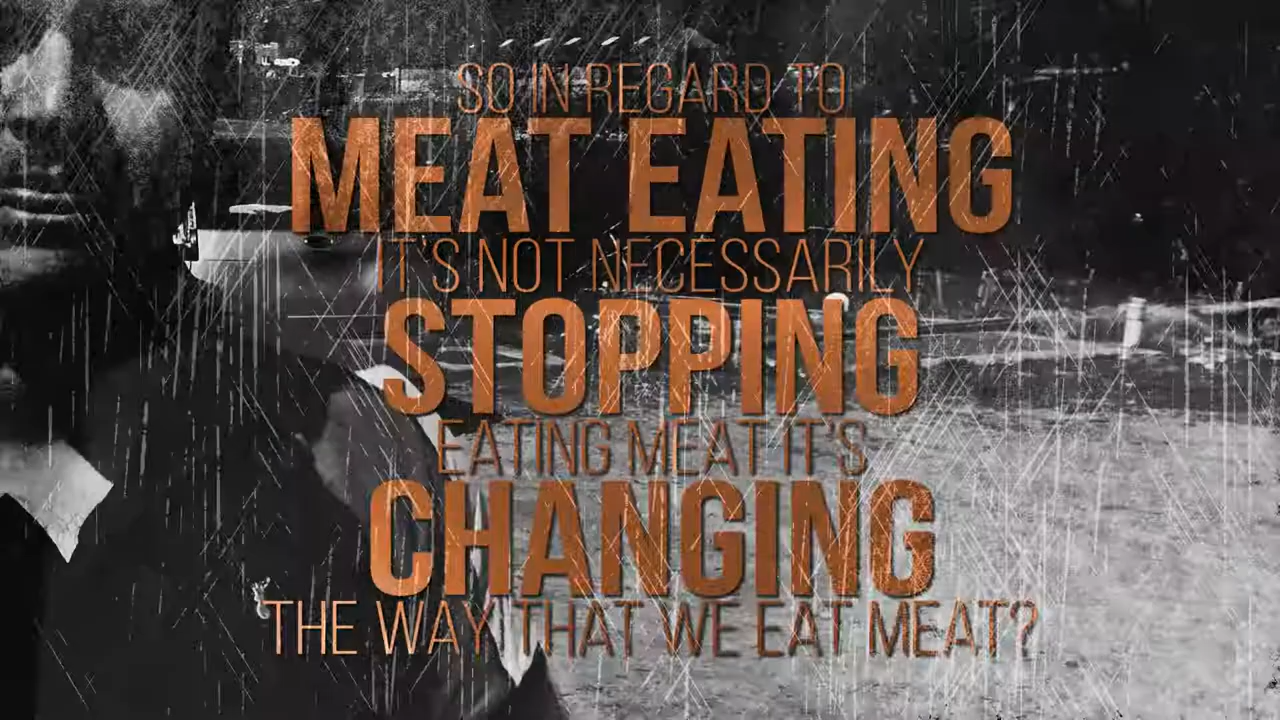 SO IN REGARD TO
MEAT EATING
IT'S NOT NECESSARILY
STOPPING
EATING MEAT IT'S
CHANGING
THE WAY THAT WE EAT MEAT?